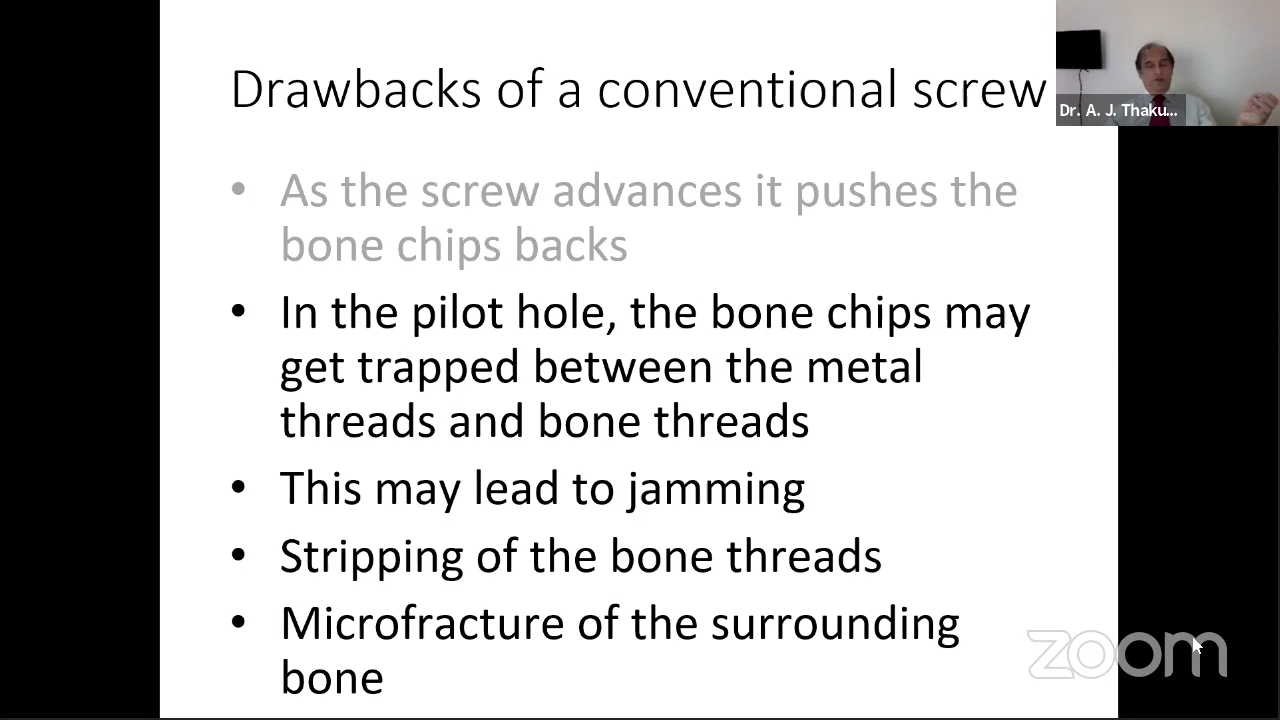 Drawbacks of a conventional screw
Dr. A. J. Thaku...
• As the screw advances it pushes the
bone chips backs
• In the pilot hole, the bone chips may
get trapped between the metal
threads and bone threads
• This may lead to jamming
• Stripping of the bone threads
• Microfracture of the surrounding
bone
zoom